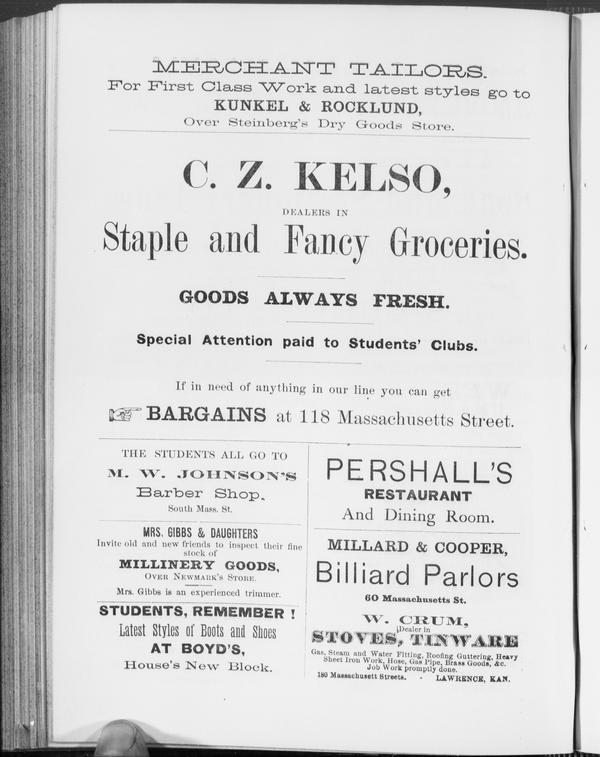 MERCHANT TAILORS.
For First Class Work and latest styles go to
KUNKEL & ROCKLUND,
Over Steinberg's Dry Goods Store.
C. Z. KELSO,
DEALERS IN
Staple and Fancy Groceries.
GOODS ALWAYS FRESH.
Special Attention paid to Students' Clubs.
If in need of anything in our line you can get
BARGAINS at 118 Massachusetts Street.
THE STUDENTS ALL GO TO
M. W. JOHNSON'S
Barber Shop,
South Mass. St.
MRS. GIBBS & DAUGHTERS
Invite old and new friends to inspect their fine
stock of
MILLINERY GOODS,
OVER NEWMARK'S STORE.
Mrs. Gibbs is an experienced trimmer.
STUDENTS, REMEMBER!
Latest Styles of Boots and Shoes
AT BOYD'S,
House's New Block.
PERSHALL'S
RESTAURANT
And Dining Room.
MILLARD & COOPER,
Billiard Parlors
60 Massachusetts St.
W. CRUM,
Dealer in
STOVES, TINWARE
Gas, Steam and Water Fitting, Roofing Guttering, Heavy
Sheet Iron Work, Hose, Gas Pipe, Brass Goods, &c.
Job Work promptly done.
180 Massachusett Streets. - LAWRENCE, KAN.